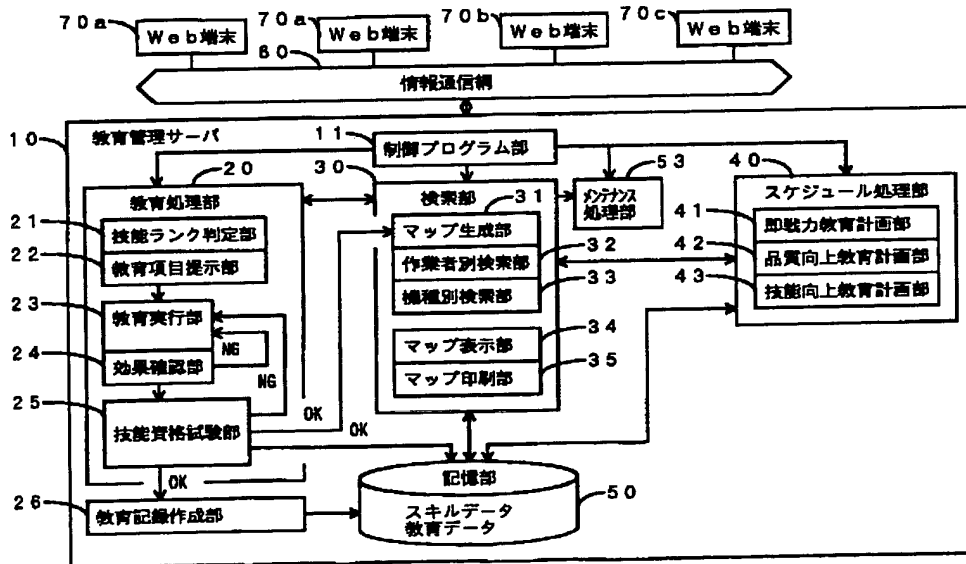 70a 70a 70b 70c
Web端末 Web端末 Web端末 Web端末
60
情報通信網
10
教育管理サーバ
11
制御プログラム部
20
教育処理部
21
技能ランク判定部
22
教育項目提示部
23
教育実行部
NG
24
効果確認部
NG
25
技能資格試験部
OK
OK
OK
26
教育記録作成部
30
検索部
31
マップ生成部
32
作業者別検索部
33
機種別検索部
34
マップ表示部
35
マップ印刷部
53
メンテナンス
処理部
40
スケジュール処理部
41
即戦力教育計画部
42
品質向上教育計画部
43
技能向上教育計画部
記憶部
50
スキルデータ
教育データ